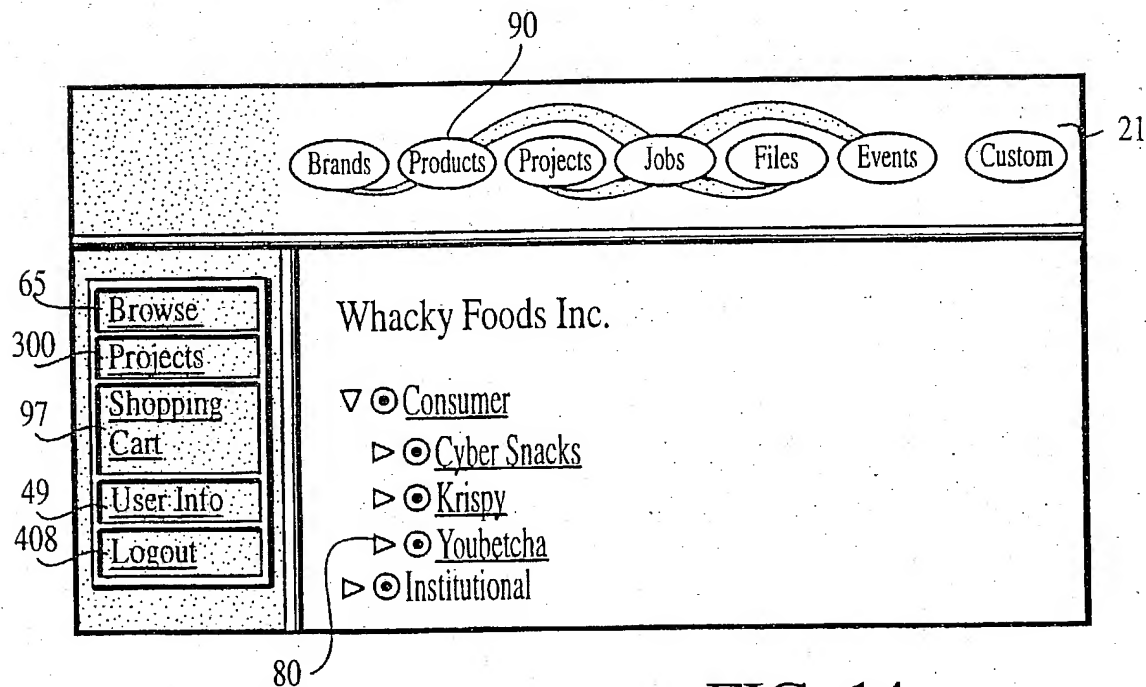 90
21
Brands Products Projects Jobs Files Events Custom
65
Browse
300
Projects
97
Shopping
Cart
49
User Info
408
Logout
Whacky Foods Inc.
Consumer
Cyber Snacks
Krispy
Youbetcha
Institutional
80